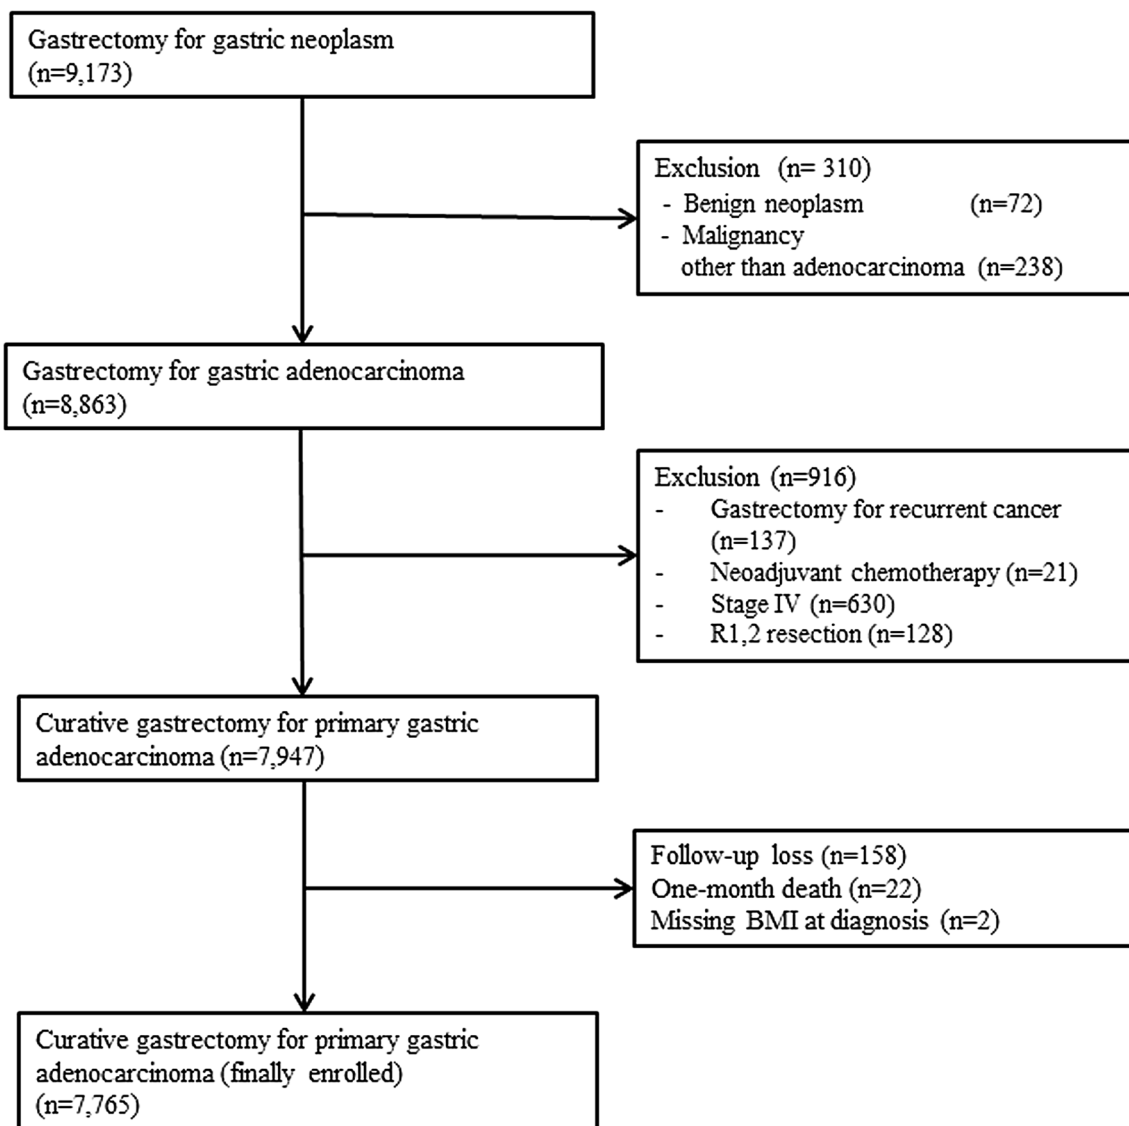 Gastrectomy for gastric neoplasm
(n=9,173)
Exclusion (n= 310)
- Benign neoplasm (n=72)
- Malignancy
other than adenocarcinoma (n=238)
Gastrectomy for gastric adenocarcinoma
(n=8,863)
Exclusion (n=916)
- Gastrectomy for recurrent cancer
(n=137)
- Neoadjuvant chemotherapy (n=21)
- Stage IV (n=630)
- R1,2 resection (n=128)
Curative gastrectomy for primary gastric
adenocarcinoma (n=7,947)
Follow-up loss (n=158)
One-month death (n=22)
Missing BMI at diagnosis (n=2)
Curative gastrectomy for primary gastric
adenocarcinoma (finally enrolled)
(n=7,765)